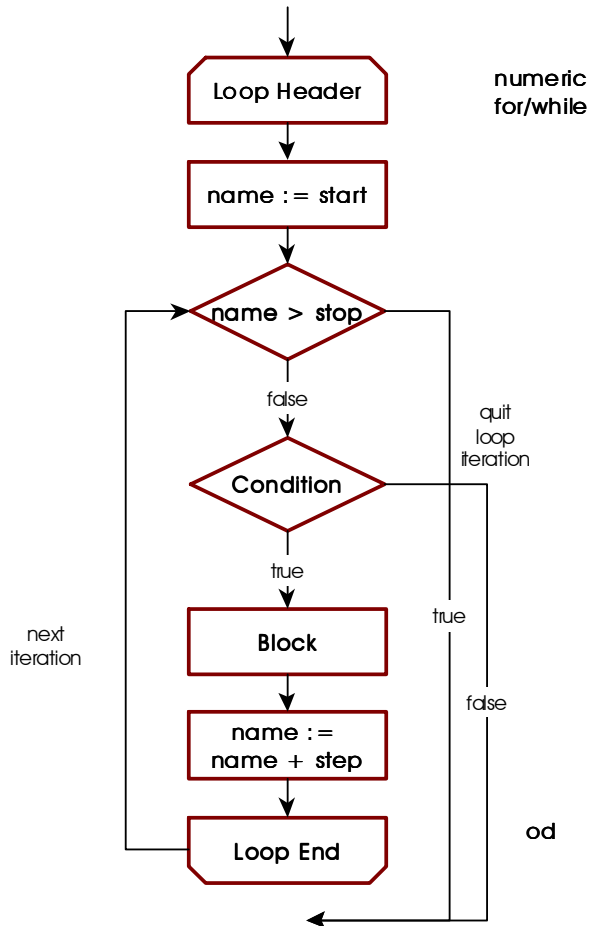 numeric
for/while
Loop Header
name := start
name > stop
false
quit
loop
iteration
Condition
true
next
iteration
Block
true
false
name :=
name + step
Loop End
od